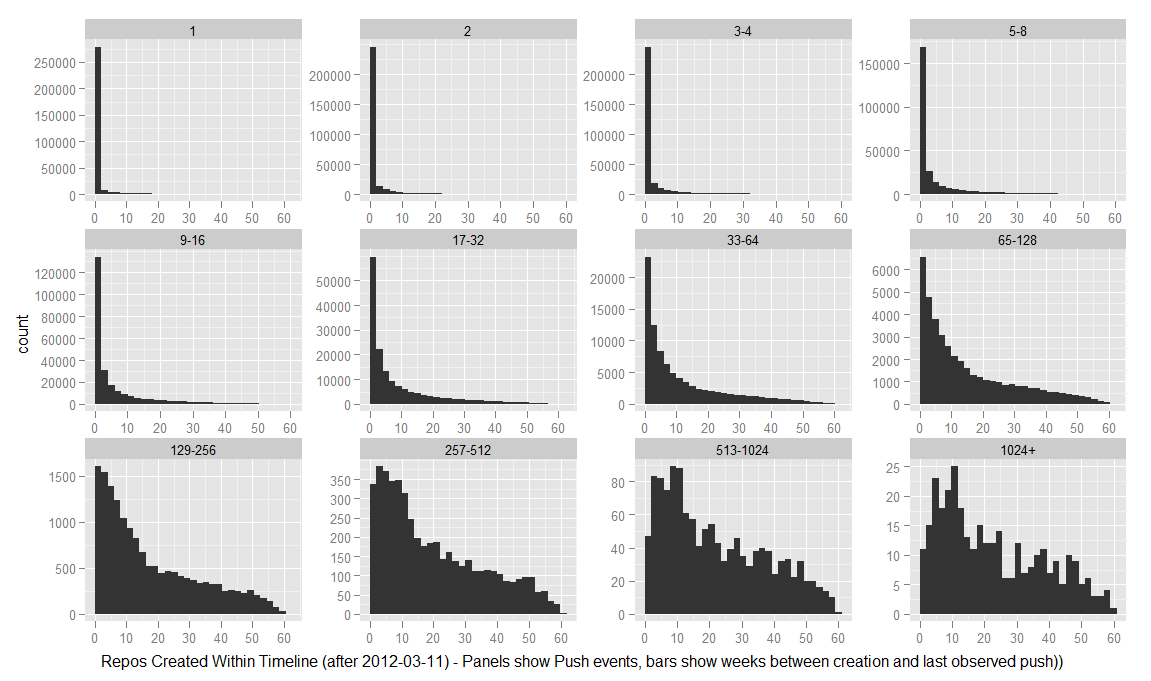 1 2 3-4 5-8
250000 200000 150000 100000 50000 0
200000 150000 100000 50000 0
200000 150000 100000 50000 0
150000 100000 50000 0
0 10 20 30 40 50 60 0 10 20 30 40 50 60 0 10 20 30 40 50 60 0 10 20 30 40 50 60
9-16 17-32 33-64 65-128
120000 100000 80000 60000 40000 20000 0
50000 40000 30000 20000 10000 0
20000 15000 10000 5000 0
6000 5000 4000 3000 2000 1000 0
0 10 20 30 40 50 60 0 10 20 30 40 50 60 0 10 20 30 40 50 60 0 10 20 30 40 50 60
count
129-256 257-512 513-1024 1024+
1500 1000 500 0
350 300 250 200 150 100 50 0
80 60 40 20 0
25 20 15 10 5 0
0 10 20 30 40 50 60 0 10 20 30 40 50 60 0 10 20 30 40 50 60 0 10 20 30 40 50 60
Repos Created Within Timeline (after 2012-03-11) - Panels show Push events, bars show weeks between creation and last observed push))